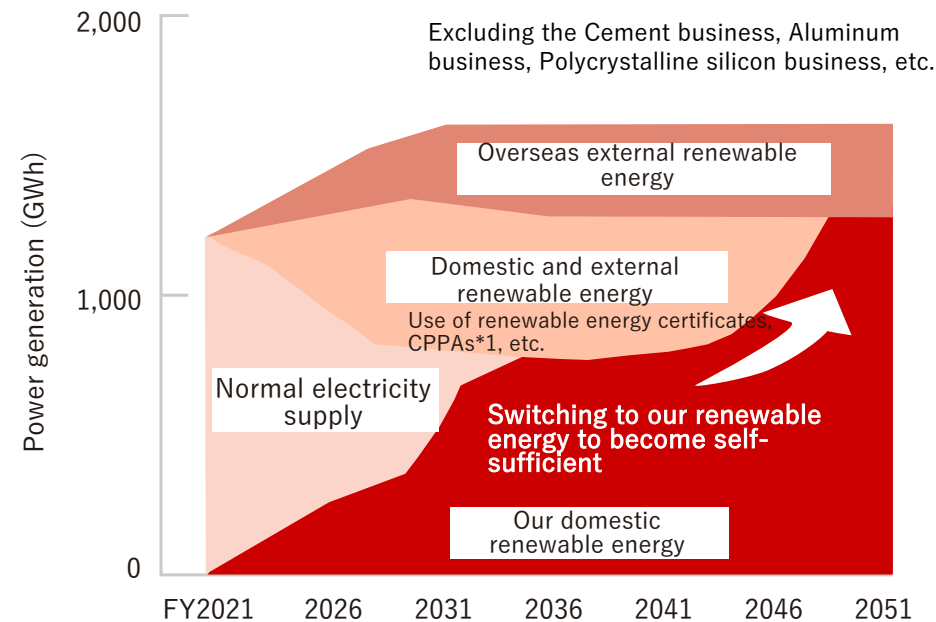 2,000
Excluding the Cement business, Aluminum
business, Polycrystalline silicon business, etc.
Overseas external renewable
energy
Domestic and external
renewable energy
Use of renewable energy certificates,
CPPAs*1, etc.
1,000
Power generation (GWh)
Normal electricity
supply
Switching to our renewable
energy to become self-
sufficient
Our domestic
renewable energy
0
FY2021 2026 2031 2036 2041 2046 2051